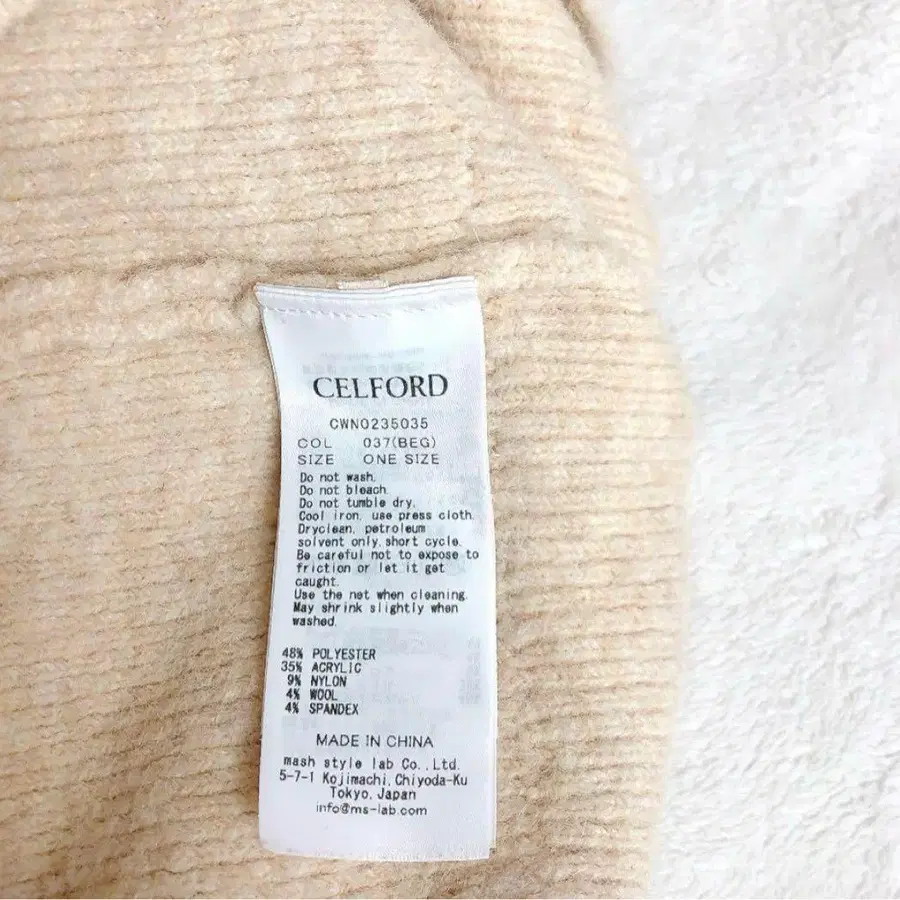 CELFORD
CWNO235035
COL 037(BEG)
SIZE ONE SIZE
Do not wash.
Do not bleach.
Do not tumble dry.
Cool iron, use press cloth.
Dryclean, petroleum
solvent only, short cycle.
Be careful not to expose to
friction or let it get
caught.
Use the net when cleaning.
May shrink slightly when
washed.
48% POLYESTER
35% ACRYLIC
9% NYLON
4% WOOL
4% SPANDEX
MADE IN CHINA
mash style lab Co.,Ltd.
5-7-1 Kojimachi,Chiyoda-Ku
Tokyo,Japan
info@ms-lab.com